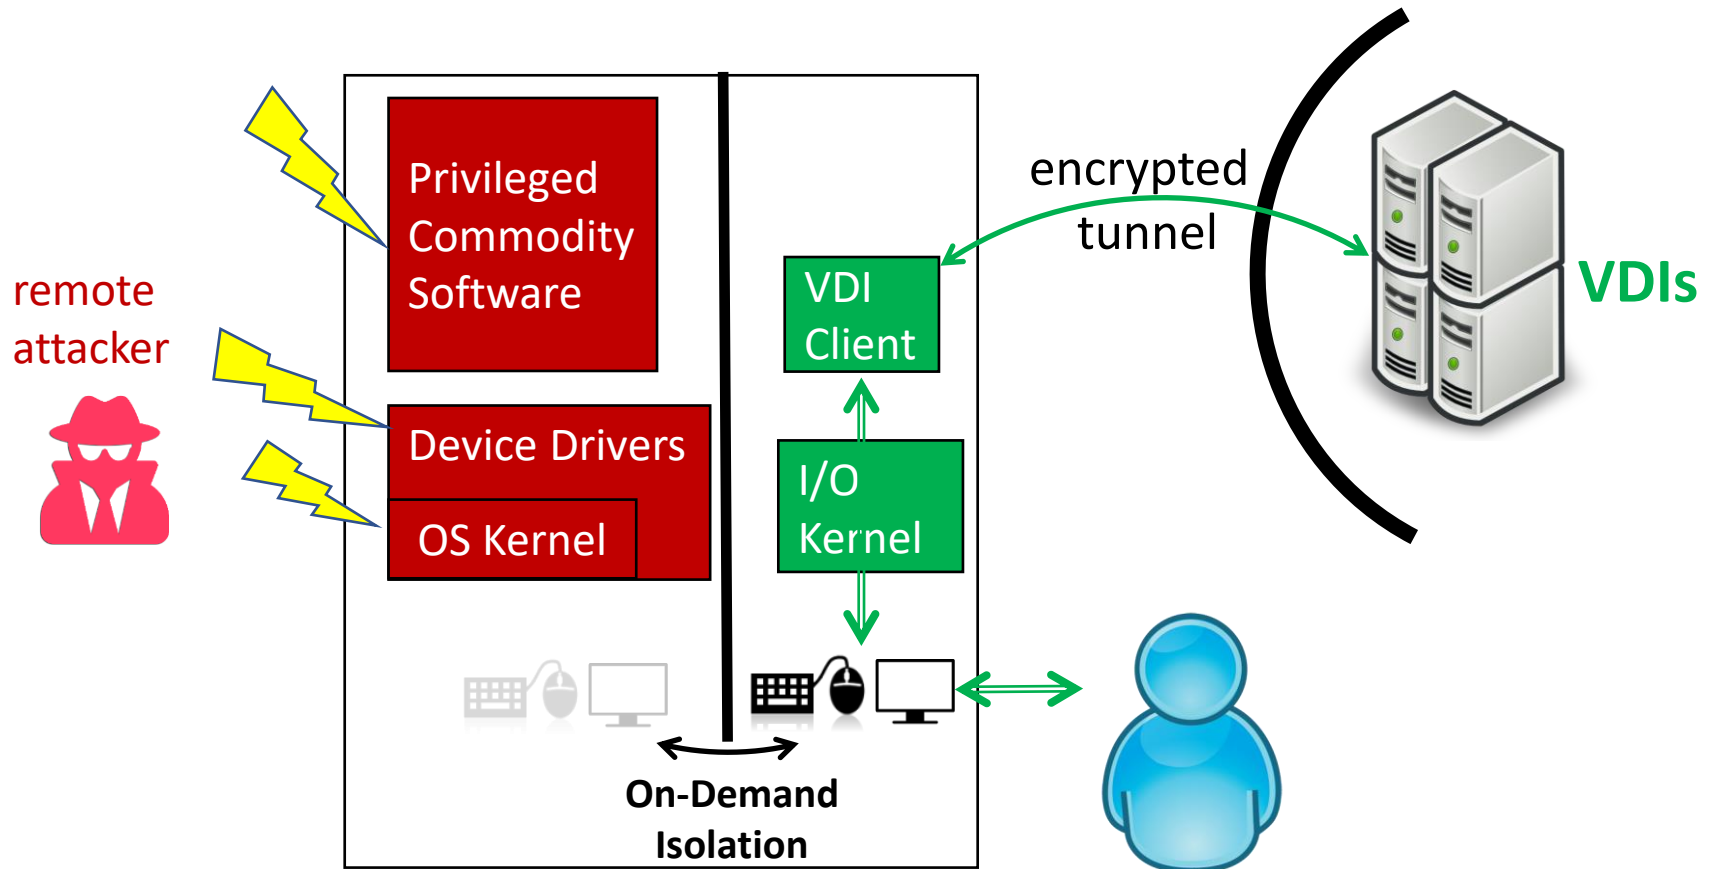 remote
attacker
Privileged
Commodity
Software
Device Drivers
OS Kernel
VDI
Client
I/O
Kernel
On-Demand
Isolation
encrypted
tunnel
VDIs